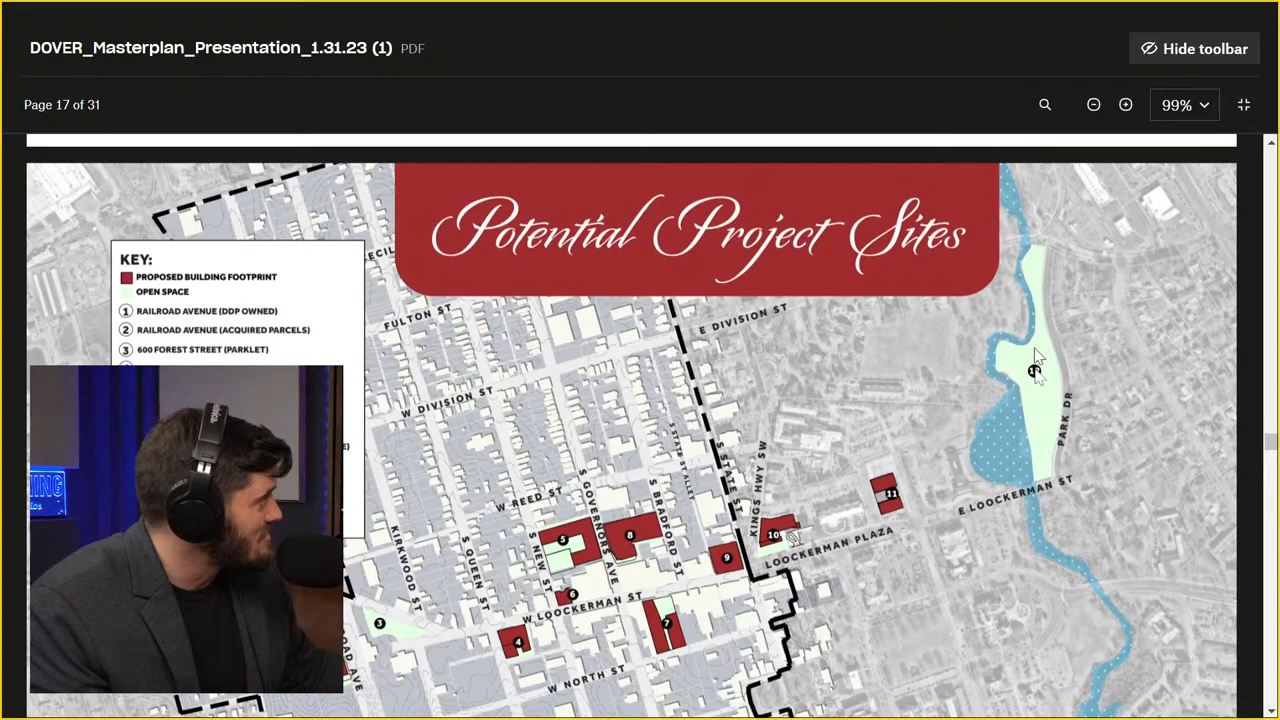 DOVER_Masterplan_Presentation_1.31.23 (1) PDF
Hide toolbar
Page 17 of 31
99%
Potential Project Sites
KEY:
PROPOSED BUILDING FOOTPRINT
OPEN SPACE
1 RAILROAD AVENUE (DDP OWNED)
2 RAILROAD AVENUE (ACQUIRED PARCELS)
3 600 FOREST STREET (PARKLET)
CECIL
FULTON ST
E DIVISION ST
W DIVISION ST
S STATE ST ALLEY
S STATE ST
KINGS HWY SW
PARK DR
W REED ST
S GOVERNORS AVE
S BRADFORD ST
E LOOCKERMAN ST
LOOCKERMAN PLAZA
KIRKWOOD ST
S QUEEN ST
S NEW ST
W LOOCKERMAN ST
W NORTH ST
3
4
5
6
7
8
9
10
11